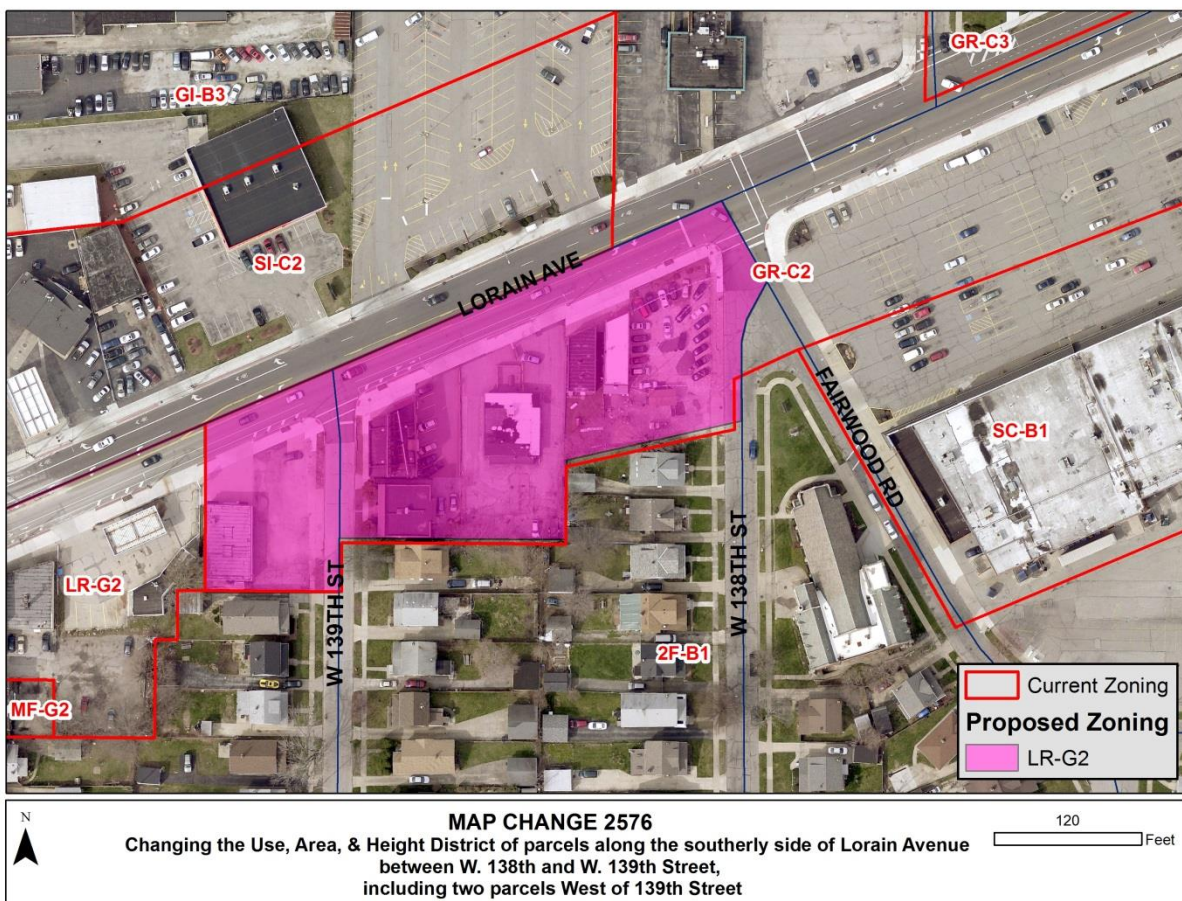 GR-C3
GI-B3
SI-C2
LORAIN AVE
GR-C2
FAIRWOOD RD
SC-B1
LR-G2
W 139TH ST
W 138TH ST
2F-B1
MF-G2
Current Zoning
Proposed Zoning
LR-G2
N
MAP CHANGE 2576
Changing the Use, Area, & Height District of parcels along the southerly side of Lorain Avenue
between W. 138th and W. 139th Street,
including two parcels West of 139th Street
120
Feet